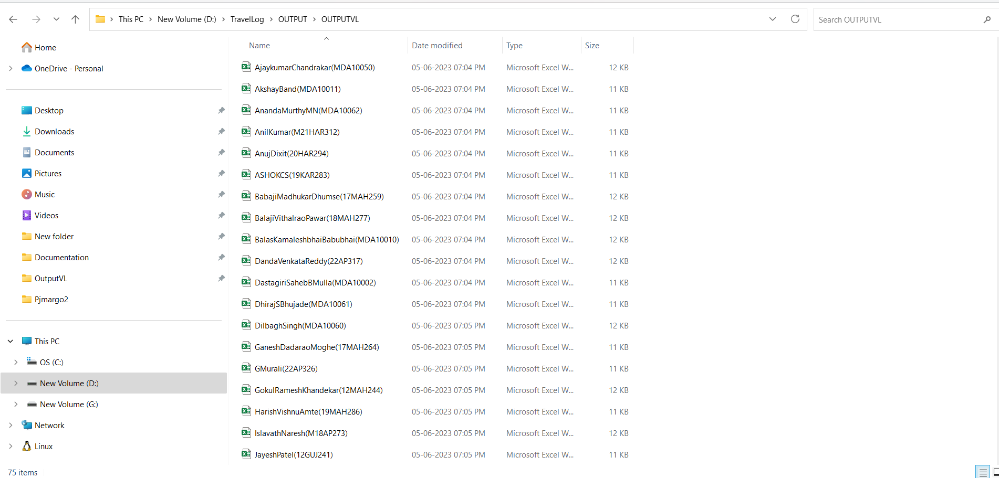 This PC > New Volume (D:) > TravelLog > OUTPUT > OUTPUTVL
Search OUTPUTVL
Home
OneDrive - Personal
Desktop
Downloads
Documents
Pictures
Music
Videos
New folder
Documentation
OutputVL
Pjmargo2
This PC
OS (C:)
New Volume (D:)
New Volume (G:)
Network
Linux
Name Date modified Type Size
AjaykumarChandrakar(MDA10050) 05-06-2023 07:04 PM Microsoft Excel W... 12 KB
AkshayBand(MDA10011) 05-06-2023 07:04 PM Microsoft Excel W... 11 KB
AnandaMurthyMN(MDA10062) 05-06-2023 07:04 PM Microsoft Excel W... 11 KB
AnilKumar(M21HAR312) 05-06-2023 07:04 PM Microsoft Excel W... 11 KB
AnujDixit(20HAR294) 05-06-2023 07:04 PM Microsoft Excel W... 11 KB
ASHOKCS(19KAR283) 05-06-2023 07:04 PM Microsoft Excel W... 11 KB
BabajiMadhukarDhumse(17MAH259) 05-06-2023 07:04 PM Microsoft Excel W... 12 KB
BalajiVithalraoPawar(18MAH277) 05-06-2023 07:04 PM Microsoft Excel W... 12 KB
BalasKamaleshbhaiBabubhai(MDA10010) 05-06-2023 07:04 PM Microsoft Excel W... 12 KB
DandaVenkataReddy(22AP317) 05-06-2023 07:04 PM Microsoft Excel W... 12 KB
DastagiriSahebBMulla(MDA10002) 05-06-2023 07:04 PM Microsoft Excel W... 11 KB
DhirajSBhujade(MDA10061) 05-06-2023 07:04 PM Microsoft Excel W... 11 KB
DilbaghSingh(MDA10060) 05-06-2023 07:05 PM Microsoft Excel W... 12 KB
GaneshDadaraoMoghe(17MAH264) 05-06-2023 07:05 PM Microsoft Excel W... 11 KB
GMurali(22AP326) 05-06-2023 07:05 PM Microsoft Excel W... 11 KB
GokulRameshKhandekar(12MAH244) 05-06-2023 07:05 PM Microsoft Excel W... 12 KB
HarishVishnuAmte(19MAH286) 05-06-2023 07:05 PM Microsoft Excel W... 11 KB
IslavathNaresh(M18AP273) 05-06-2023 07:05 PM Microsoft Excel W... 12 KB
JayeshPatel(12GUJ241) 05-06-2023 07:05 PM Microsoft Excel W... 11 KB
75 items